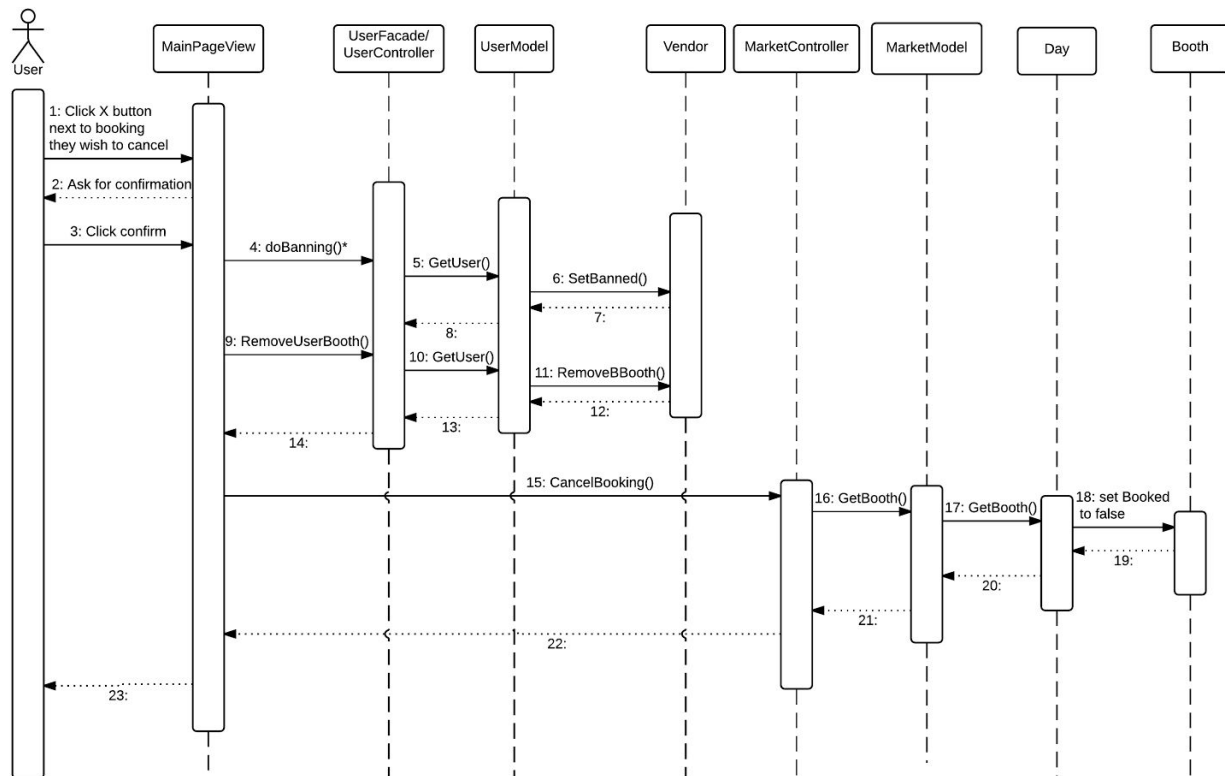 User
MainPageView
UserFacade/
UserController
UserModel
Vendor
MarketController
MarketModel
Day
Booth
1: Click X button
next to booking
they wish to cancel
2: Ask for confirmation
3: Click confirm
4: doBanning()*
5: GetUser()
6: SetBanned()
7:
8:
9: RemoveUserBooth()
10: GetUser()
11: RemoveBBooth()
12:
13:
14:
15: CancelBooking()
16: GetBooth()
17: GetBooth()
18: set Booked
to false
19:
20:
21:
22:
23: